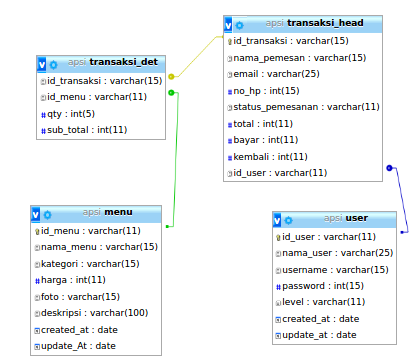 apsi transaksi_head
id_transaksi : varchar(15)
nama_pemesan : varchar(15)
email : varchar(25)
no_hp : int(15)
status_pemesanan : varchar(11)
total : int(11)
bayar : int(11)
kembali : int(11)
id_user : varchar(11)
apsi transaksi_det
id_transaksi : varchar(15)
id_menu : varchar(11)
qty : int(5)
sub_total : int(11)
apsi menu
id_menu : varchar(11)
nama_menu : varchar(15)
kategori : varchar(15)
harga : int(11)
foto : varchar(15)
deskripsi : varchar(100)
created_at : date
update_At : date
apsi user
id_user : varchar(11)
nama_user : varchar(25)
username : varchar(15)
password : int(15)
level : varchar(11)
created_at : date
update_at : date